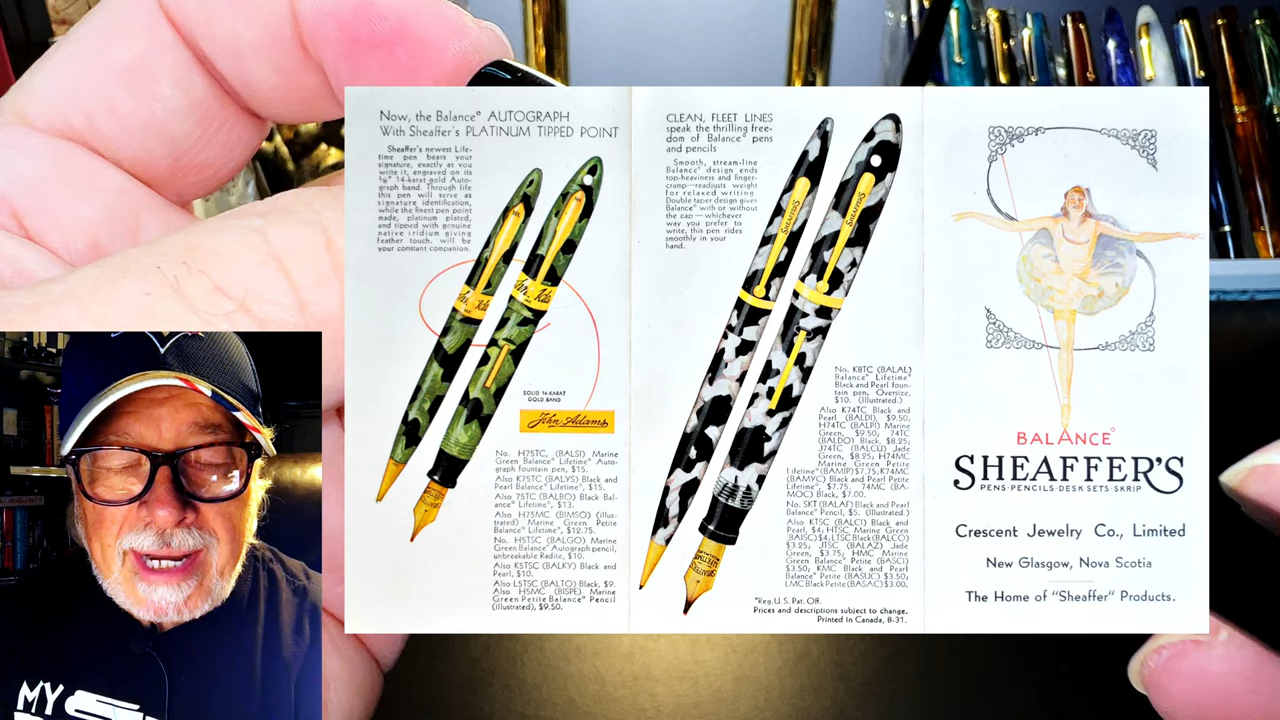 Now, the Balance° AUTOGRAPH
With Sheaffer's PLATINUM TIPPED POINT
Sheaffer's newest Life-
time pen bears your
signature, exactly as you
write it, engraved on its
14-karat gold Auto-
graph band. Through life
this pen will serve as
signature identification,
while the finest pen point
made, platinum plated,
and tipped with genuine
native iridium giving
feather touch, will be
your constant companion.
SOLID 14-KARAT
GOLD BAND
John Adams
No. H75TC, (BALSI) Marine
Green Balance° Lifetime° Auto-
graph fountain pen, $15.
Also K75TC (BALYS) Black and
Pearl Balance° Lifetime°, $15.
Also 75TC (BALBO) Black Bal-
ance° Lifetime°, $13.
Also H75MC (BIMSO) (illus-
trated) Marine Green Petite
Balance° Lifetime°, $12.75.
No. H5TSC (BALGO) Marine
Green Balance° Autograph pencil,
unbreakable Radite, $10.
Also K5TSC (BALKY) Black and
Pearl, $10.
Also L5TSC (BALTO) Black, $9.
Also H5MC (BISPE) Marine
Green Petite Balance° Pencil
(illustrated), $9.50.
CLEAN, FLEET LINES
speak the thrilling free-
dom of Balance° pens
and pencils
Smooth, stream-line
Balance° design ends
top-heaviness and finger-
cramp—readjusts weight
for relaxed writing.
Double taper design gives
Balance° with or without
the cap — whichever
way you prefer to
write, this pen rides
smoothly in your
hand.
SHEAFFER'S
SHEAFFER'S
No. K8TC (BALAL)
Balance° Lifetime°
Black and Pearl foun-
tain pen, Oversize,
$10. (Illustrated.)
Also K74TC Black and
Pearl (BALDI), $9.50,
H74TC (BALPI) Marine
Green, $9.50; 74TC
(BALDO) Black, $8.25;
J74TC (BALCU) Jade
Green, $8.25; H74MC
Marine Green Petite
Lifetime° (BAMIP) $7.75, K74MC
(BAMYC) Black and Pearl Petite
Lifetime°, $7.75. 74MC (BA-
MOC) Black, $7.00.
No. 5KT (BALAF) Black and Pearl
Balance° Pencil, $5. (Illustrated.)
Also KTSC (BALCI) Black and
Pearl, $4; HTSC Marine Green
(BAISC) $4, LTSC Black (BALCO)
$3.25; JTSC (BALAZ) Jade
Green, $3.75; HMC Marine
Green Balance° Petite (BASCI)
$3.50; KMC Black and Pearl
Balance° Petite (BASUC) $3.50;
LMC Black Petite (BASAC) $3.00.
°Reg. U.S. Pat. Off.
Prices and descriptions subject to change.
Printed in Canada, 8-31.
BALANCE°
SHEAFFER'S
PENS·PENCILS·DESK SETS·SKRIP
Crescent Jewelry Co., Limited
New Glasgow, Nova Scotia
The Home of "Sheaffer" Products.
MY